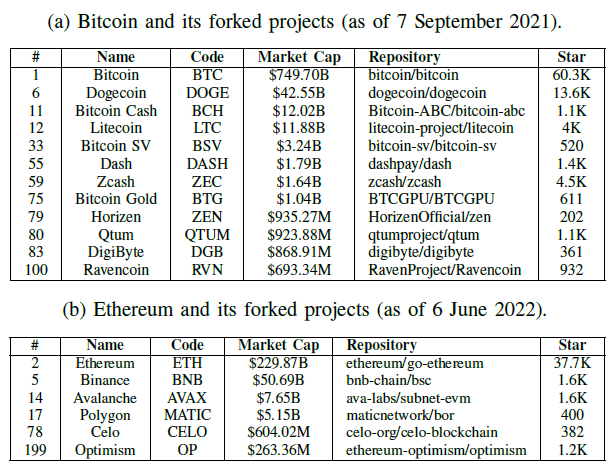 (a) Bitcoin and its forked projects (as of 7 September 2021).
# Name Code Market Cap Repository Star
1 Bitcoin BTC $749.70B bitcoin/bitcoin 60.3K
6 Dogecoin DOGE $42.55B dogecoin/dogecoin 13.6K
11 Bitcoin Cash BCH $12.02B Bitcoin-ABC/bitcoin-abc 1.1K
12 Litecoin LTC $11.88B litecoin-project/litecoin 4K
33 Bitcoin SV BSV $3.24B bitcoin-sv/bitcoin-sv 520
55 Dash DASH $1.79B dashpay/dash 1.4K
59 Zcash ZEC $1.64B zcash/zcash 4.5K
75 Bitcoin Gold BTG $1.04B BTCGPU/BTCGPU 611
79 Horizen ZEN $935.27M HorizenOfficial/zen 202
80 Qtum QTUM $923.88M qtumproject/qtum 1.1K
83 DigiByte DGB $868.91M digibyte/digibyte 361
100 Ravencoin RVN $693.34M RavenProject/Ravencoin 932
(b) Ethereum and its forked projects (as of 6 June 2022).
# Name Code Market Cap Repository Star
2 Ethereum ETH $229.87B ethereum/go-ethereum 37.7K
5 Binance BNB $50.69B bnb-chain/bsc 1.6K
14 Avalanche AVAX $7.65B ava-labs/subnet-evm 1.6K
17 Polygon MATIC $5.15B maticnetwork/bor 400
78 Celo CELO $604.02M celo-org/celo-blockchain 382
199 Optimism OP $263.36M ethereum-optimism/optimism 1.2K